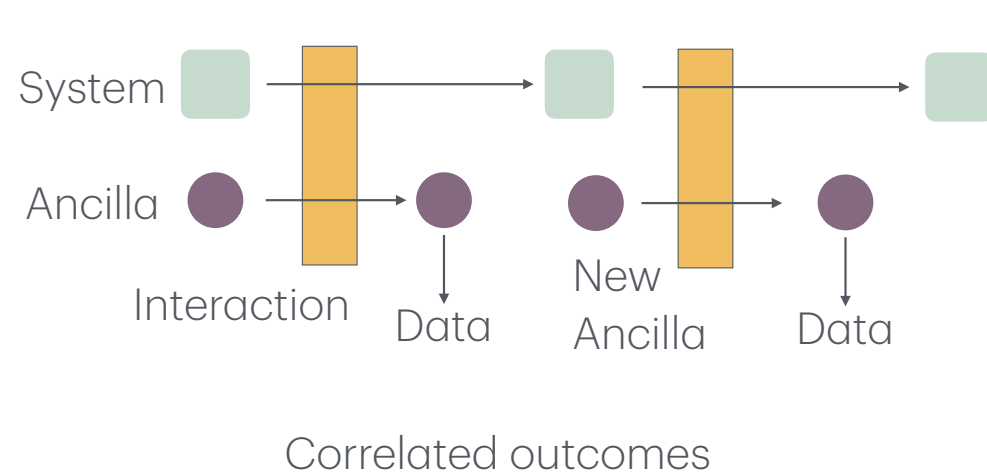 System
Ancilla
Interaction
Data
New
Ancilla
Data
Correlated outcomes